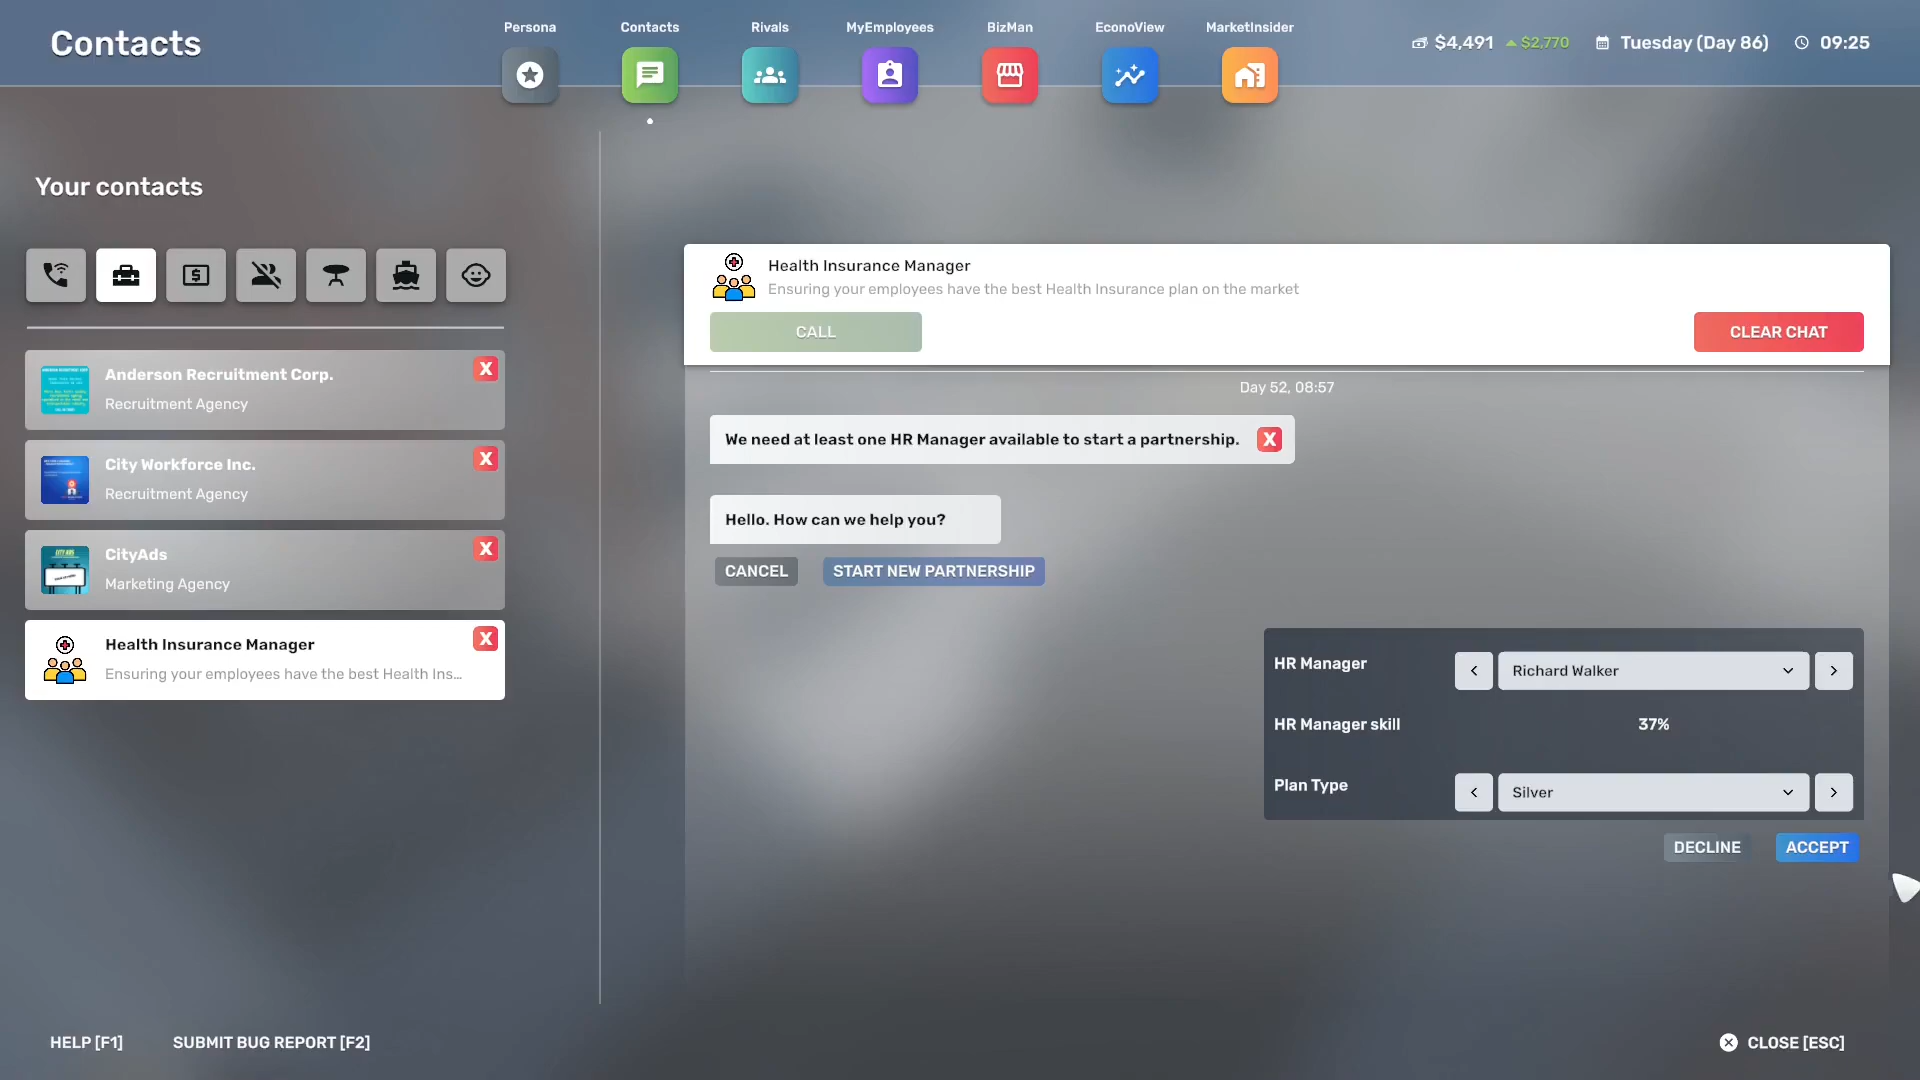 Contacts
Persona
Contacts
Rivals
MyEmployees
BizMan
EconoView
MarketInsider
$4,491
$2,770
Tuesday (Day 86)
09:25
Your contacts
Anderson Recruitment Corp.
Recruitment Agency
X
City Workforce Inc.
Recruitment Agency
X
CityAds
Marketing Agency
X
Health Insurance Manager
Ensuring your employees have the best Health Ins...
X
Health Insurance Manager
Ensuring your employees have the best Health Insurance plan on the market
CALL
CLEAR CHAT
Day 52, 08:57
We need at least one HR Manager available to start a partnership.
X
Hello. How can we help you?
CANCEL
START NEW PARTNERSHIP
HR Manager
Richard Walker
HR Manager skill
37%
Plan Type
Silver
DECLINE
ACCEPT
HELP [F1]
SUBMIT BUG REPORT [F2]
CLOSE [ESC]